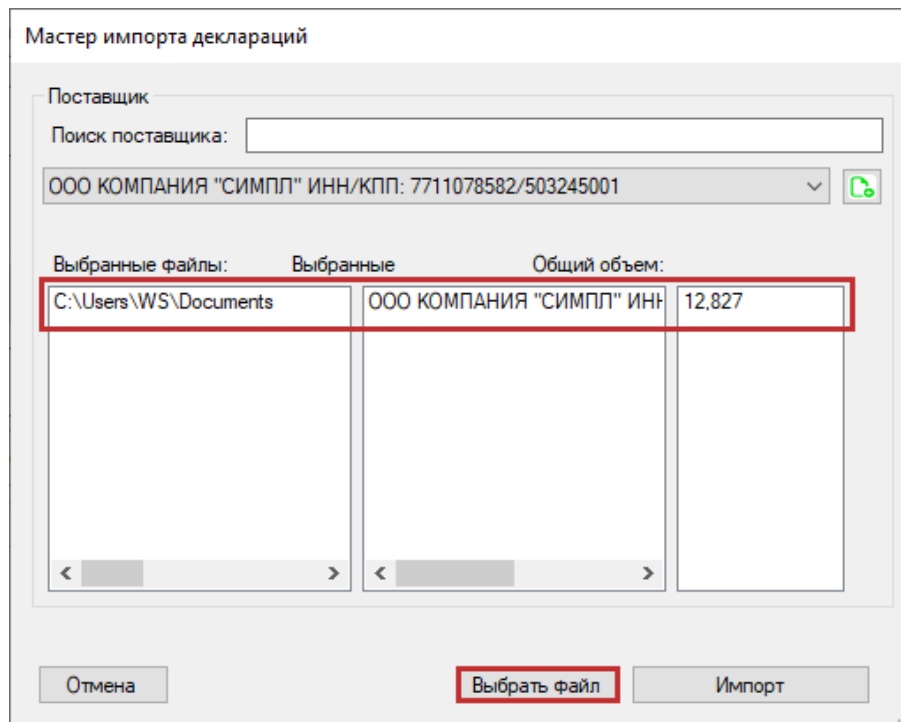 Мастер импорта деклараций
Поставщик
Поиск поставщика:
ООО КОМПАНИЯ "СИМПЛ" ИНН/КПП: 7711078582/503245001
Выбранные файлы: Выбранные Общий объем:
C:\Users\WS\Documents ООО КОМПАНИЯ "СИМПЛ" ИНН 12,827
Отмена Выбрать файл Импорт